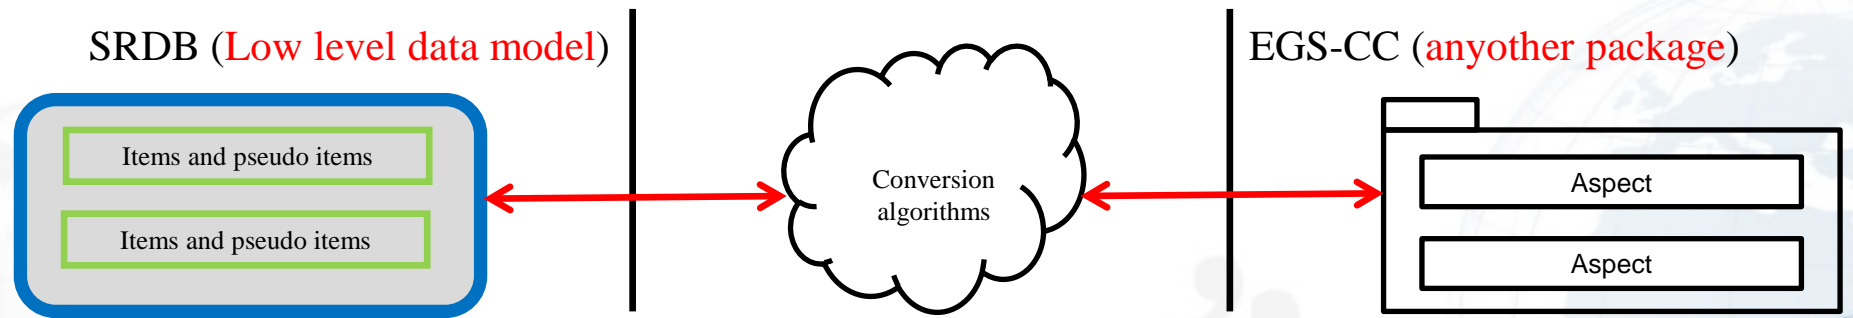 SRDB (Low level data model)
Items and pseudo items
Items and pseudo items
Conversion
algorithms
EGS-CC (anyother package)
Aspect
Aspect